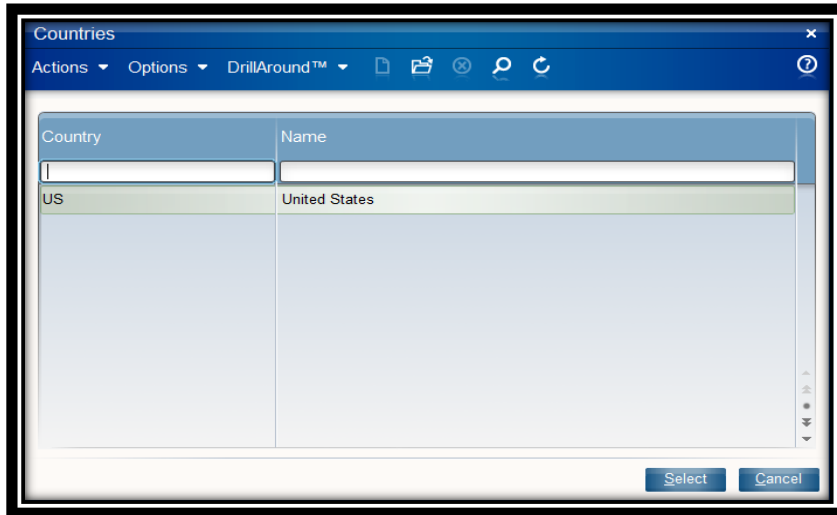 Countries
Actions Options DrillAround™
Country Name
US United States
Select Cancel